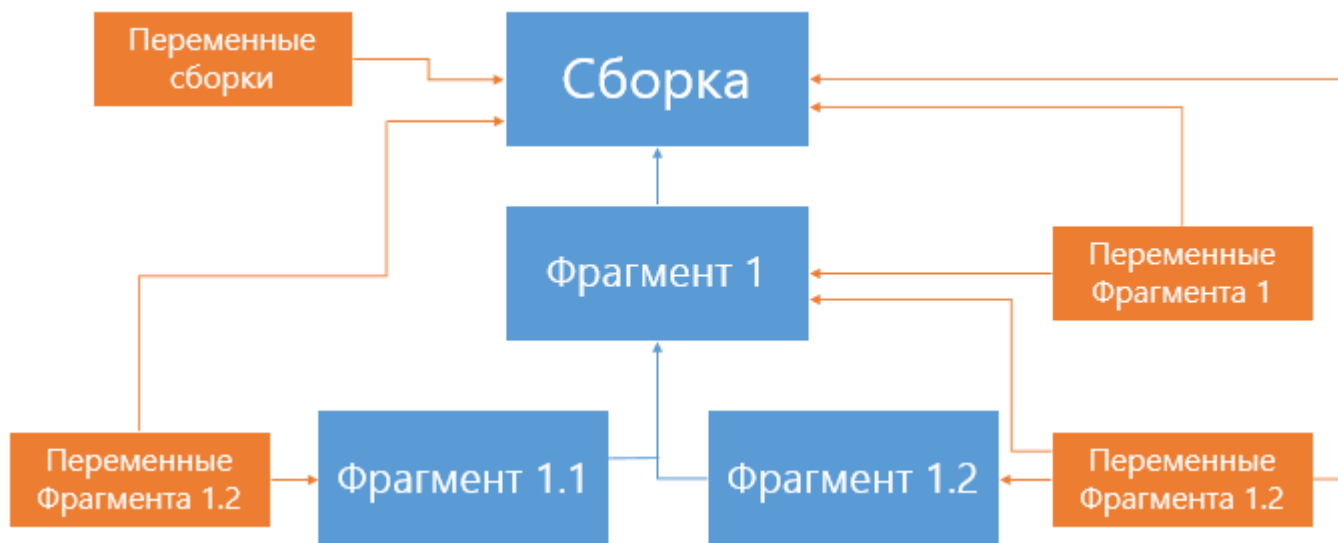 Переменные
сборки
Сборка
Фрагмент 1
Переменные
Фрагмента 1
Переменные
Фрагмента 1.2
Фрагмент 1.1
Фрагмент 1.2
Переменные
Фрагмента 1.2